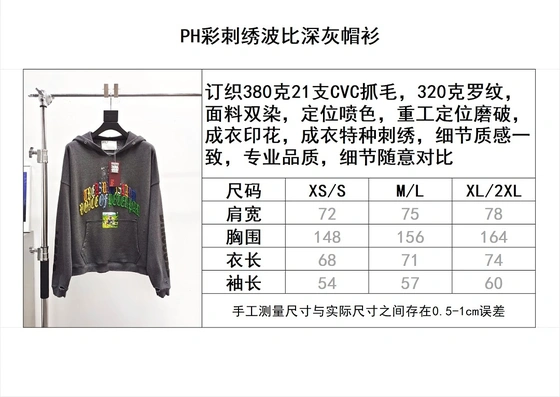 PH彩刺绣波比深灰帽衫
订织380克21支CVC抓毛，320克罗纹，
面料双染，定位喷色，重工定位磨破，
成衣印花，成衣特种刺绣，细节质感一
致，专业品质，细节随意对比
尺码 XS/S M/L XL/2XL
肩宽 72 75 78
胸围 148 156 164
衣长 68 71 74
袖长 54 57 60
手工测量尺寸与实际尺寸之间存在0.5-1cm误差